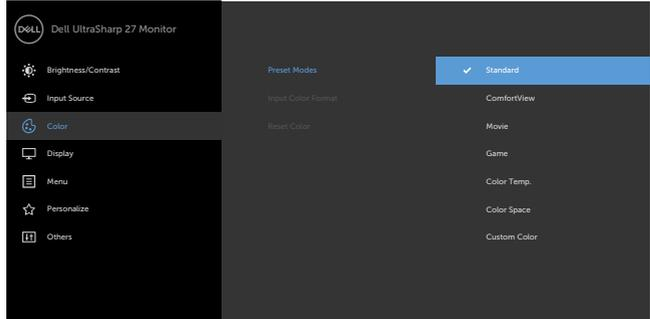 DELL Dell UltraSharp 27 Monitor
Brightness/Contrast Preset Modes Standard
Input Source Input Color Format ComfortView
Color Reset Color Movie
Display Game
Menu Color Temp.
Personalize Color Space
Others Custom Color